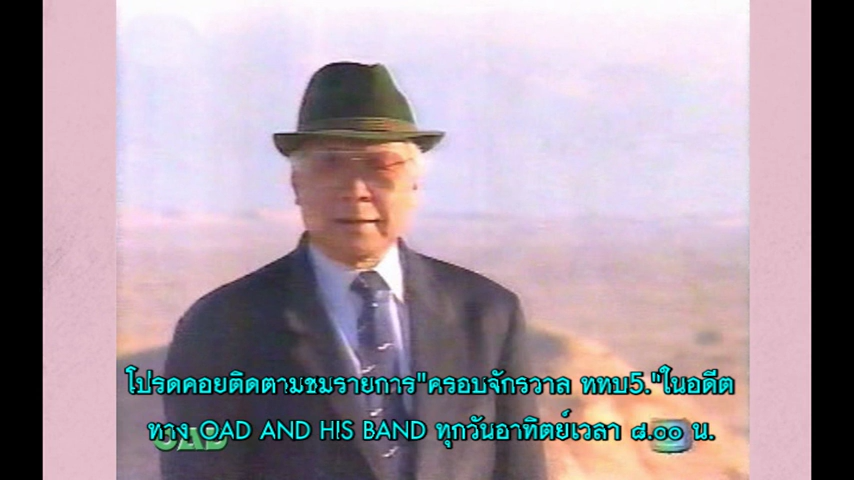 โปรดคอยติดตามชมรายการ"ครอบจักรวาล ททบ5."ในอดีต
ทาง OAD AND HIS BAND ทุกวันอาทิตย์เวลา ๘.๐๐ น.
OAD